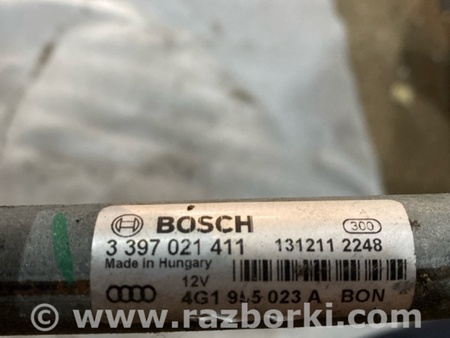 BOSCH 300
3 397 021 411 131211 2248
Made in Hungary
12V
4G1 955 023 A BON
© www.razborki.com